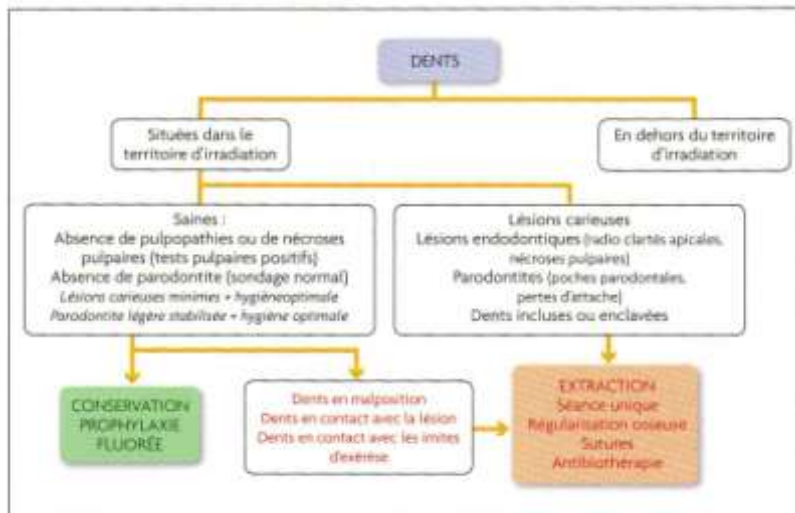 DENTS
Situées dans le
territoire d'irradiation
En dehors du territoire
d'irradiation
Saines :
Absence de pulpopathies ou de nécroses
pulpaires (tests pulpaires positifs)
Absence de parodontite (sondage normal)
Lésions carieuses minimes + hygièneoptimale
Parodontite légère stabilisée + hygiène optimale
Lésions carieuses
Lésions endodontiques (radio clartés apicales,
nécroses pulpaires)
Parodontites (poches parodontales,
pertes d'attache)
Dents incluses ou enclavées
CONSERVATION
PROPHYLAXIE
FLUORÉE
Dents en malposition
Dents en contact avec la lésion
Dents en contact avec les imites
d'exérèse
EXTRACTION
Séance unique
Régularisation osseuse
Sutures
Antibiothérapie